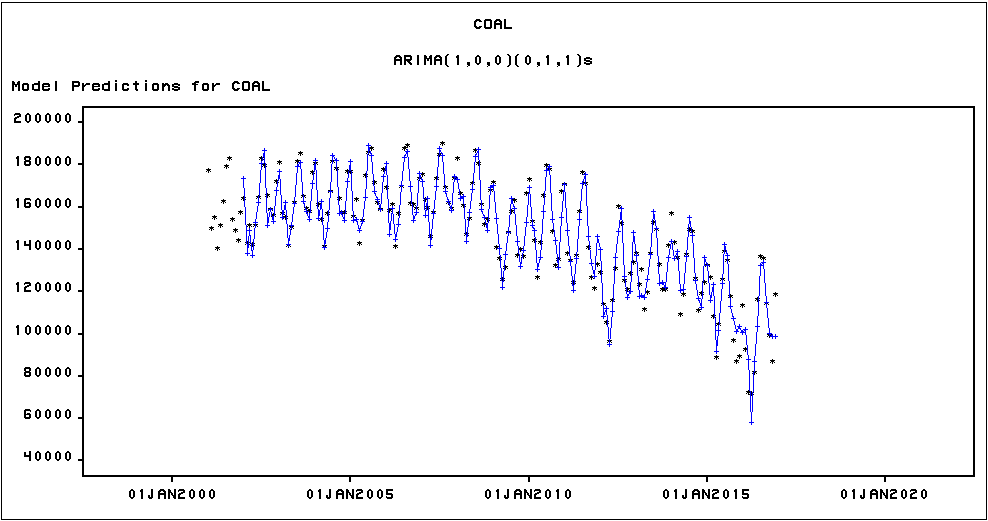 COAL
ARIMA(1,0,0)(0,1,1)s
Model Predictions for COAL
200000
180000
160000
140000
120000
100000
80000
60000
40000
01JAN2000 01JAN2005 01JAN2010 01JAN2015 01JAN2020